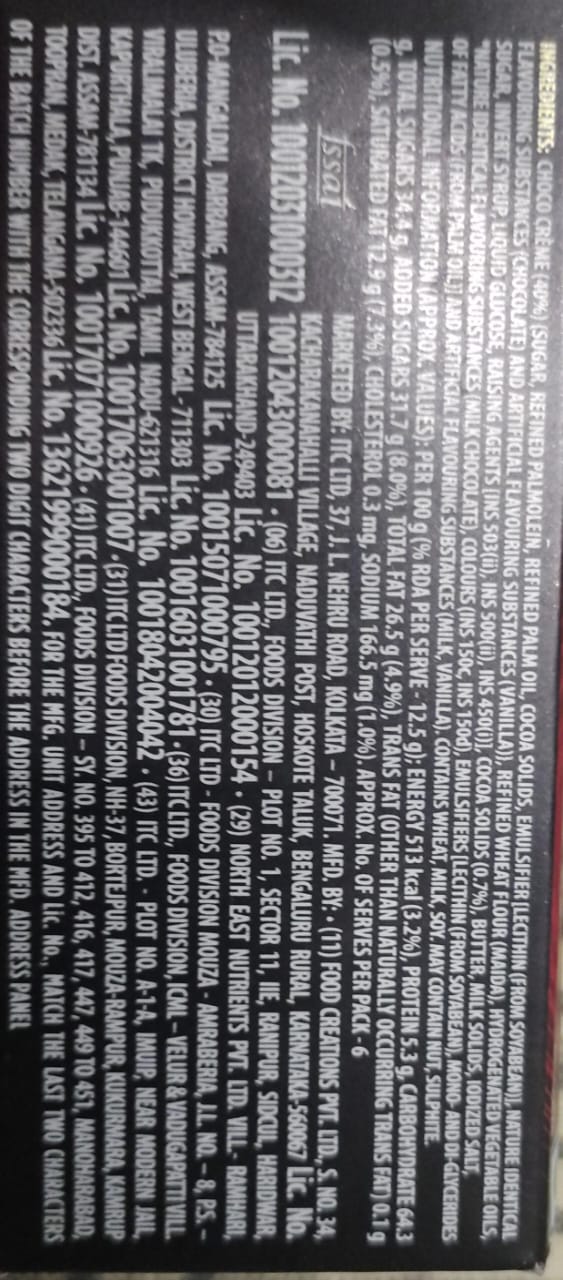 INGREDIENTS: CHOCO CRÈME (40%) (SUGAR, REFINED PALMOLEIN, REFINED PALM OIL, COCOA SOLIDS, EMULSIFIER [LECITHIN (FROM SOYABEAN)], NATURE IDENTICAL
FLAVOURING SUBSTANCES (CHOCOLATE) AND ARTIFICIAL FLAVOURING SUBSTANCES (VANILLA)), REFINED WHEAT FLOUR (MAIDA), HYDROGENATED VEGETABLE OILS,
SUGAR, INVERT SYRUP, LIQUID GLUCOSE, RAISING AGENTS [INS 503(ii), INS 500(ii), INS 450(i)], COCOA SOLIDS (0.7%), BUTTER, MILK SOLIDS, IODIZED SALT,
*NATURE IDENTICAL FLAVOURING SUBSTANCES (MILK CHOCOLATE), COLOURS (INS 150c, INS 150d), EMULSIFIERS [LECITHIN (FROM SOYABEAN), MONO- AND DI-GLYCERIDES
OF FATTY ACIDS (FROM PALM OIL)] AND ARTIFICIAL FLAVOURING SUBSTANCES (MILK, VANILLA). CONTAINS WHEAT, MILK, SOY. MAY CONTAIN NUT, SULPHITE.
NUTRITIONAL INFORMATION (APPROX. VALUES): PER 100 g (% RDA PER SERVE - 12.5 g): ENERGY 513 kcal (3.2%), PROTEIN 5.3 g, CARBOHYDRATE 64.3
g, TOTAL SUGARS 34.4 g, ADDED SUGARS 31.7 g (8.0%), TOTAL FAT 26.5 g (4.9%), TRANS FAT (OTHER THAN NATURALLY OCCURRING TRANS FAT) 0.1 g
(0.5%), SATURATED FAT 12.9 g (7.3%), CHOLESTEROL 0.3 mg, SODIUM 166.5 mg (1.0%). APPROX. No. OF SERVES PER PACK - 6
fssai
MARKETED BY: ITC LTD, 37, J. L. NEHRU ROAD, KOLKATA – 700071. MFD. BY: • (11) FOOD CREATIONS PVT. LTD., S. NO. 34,
KACHARAKANAHALLI VILLAGE, NADUVATHI POST, HOSKOTE TALUK, BENGALURU RURAL, KARNATAKA-560067 Lic. No.
Lic. No. 10012031000312 10012043000081 • (06) ITC LTD., FOODS DIVISION – PLOT NO. 1, SECTOR 11, IIE, RANIPUR, SIDCUL, HARIDWAR,
UTTARAKHAND-249403 Lic. No. 10012012000154 • (29) NORTH EAST NUTRIENTS PVT. LTD. VILL- RAMHARI,
PO-MANGALDAI, DARRANG, ASSAM-784125 Lic. No. 10015071000795 • (30) ITC LTD - FOODS DIVISION MOUZA - AMRABERIA, J.L. NO. – 8, P.S. –
ULUBERIA, DISTRICT HOWRAH, WEST BENGAL - 711303 Lic. No. 10016031001781 • (36) ITC LTD., FOODS DIVISION, ICML – VELUR & VADUGAPATTI VILL.
VIRALIMALAI TK, PUDUKOTTAI, TAMIL NADU-621316 Lic. No. 10018042004042 • (43) ITC LTD - PLOT NO. A-1-4, IMUP, NEAR MODERN JAIL,
KAPURTHALA, PUNJAB-144601 Lic. No. 10017063001007 • (31) ITC LTD FOODS DIVISION, NH-37, BORTEJPUR, MOUZA-RAMPUR, KUKURMARA, KAMRUP
DIST. ASSAM-781134 Lic. No. 10017071000926 • (41) ITC LTD, FOODS DIVISION – SY. NO. 395 TO 412, 416, 417, 447, 449 TO 451, MANOHARABAD,
TOOPRAN, MEDAK, TELANGANA-502336 Lic. No. 13621999000184. FOR THE MFG. UNIT ADDRESS AND Lic. No., MATCH THE LAST TWO CHARACTERS
OF THE BATCH NUMBER WITH THE CORRESPONDING TWO DIGIT CHARACTERS BEFORE THE ADDRESS IN THE MFD. ADDRESS PANEL